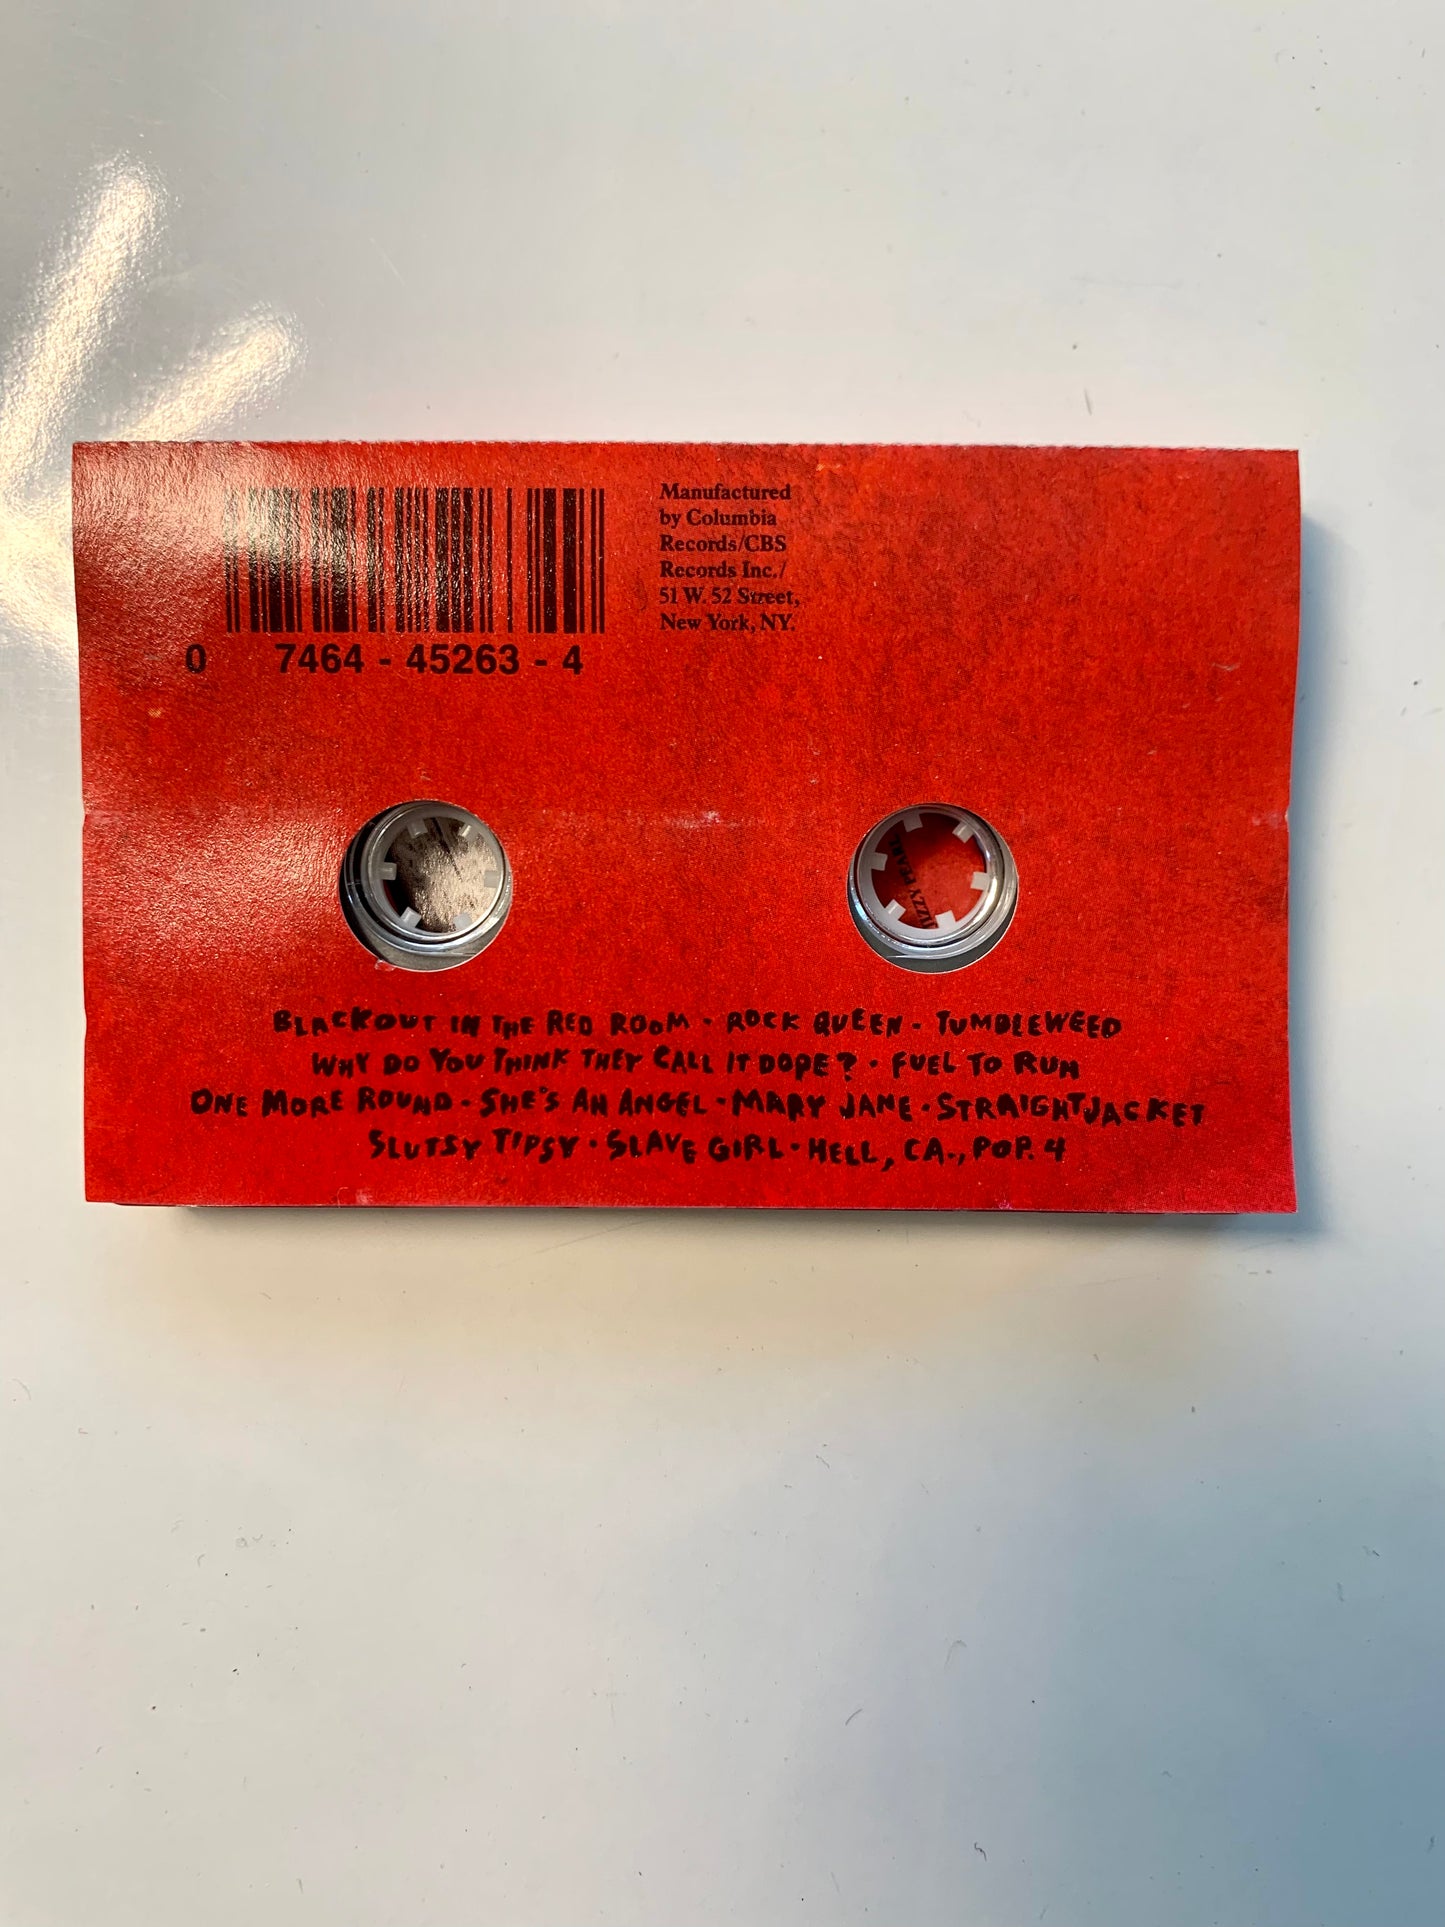 Manufactured
by Columbia
Records/CBS
Records Inc./
51 W. 52 Street,
New York, NY.
0 7464 - 45263 - 4
IZZY PEARL
BLACKOUT IN THE RED ROOM · ROCK QUEEN · TUMBLEWEED
WHY DO YOU THINK THEY CALL IT DOPE? · FUEL TO RUN
ONE MORE ROUND · SHE'S AN ANGEL · MARY JANE · STRAIGHTJACKET
SLUTSY TIPSY · SLAVE GIRL · HELL, CA., POP. 4